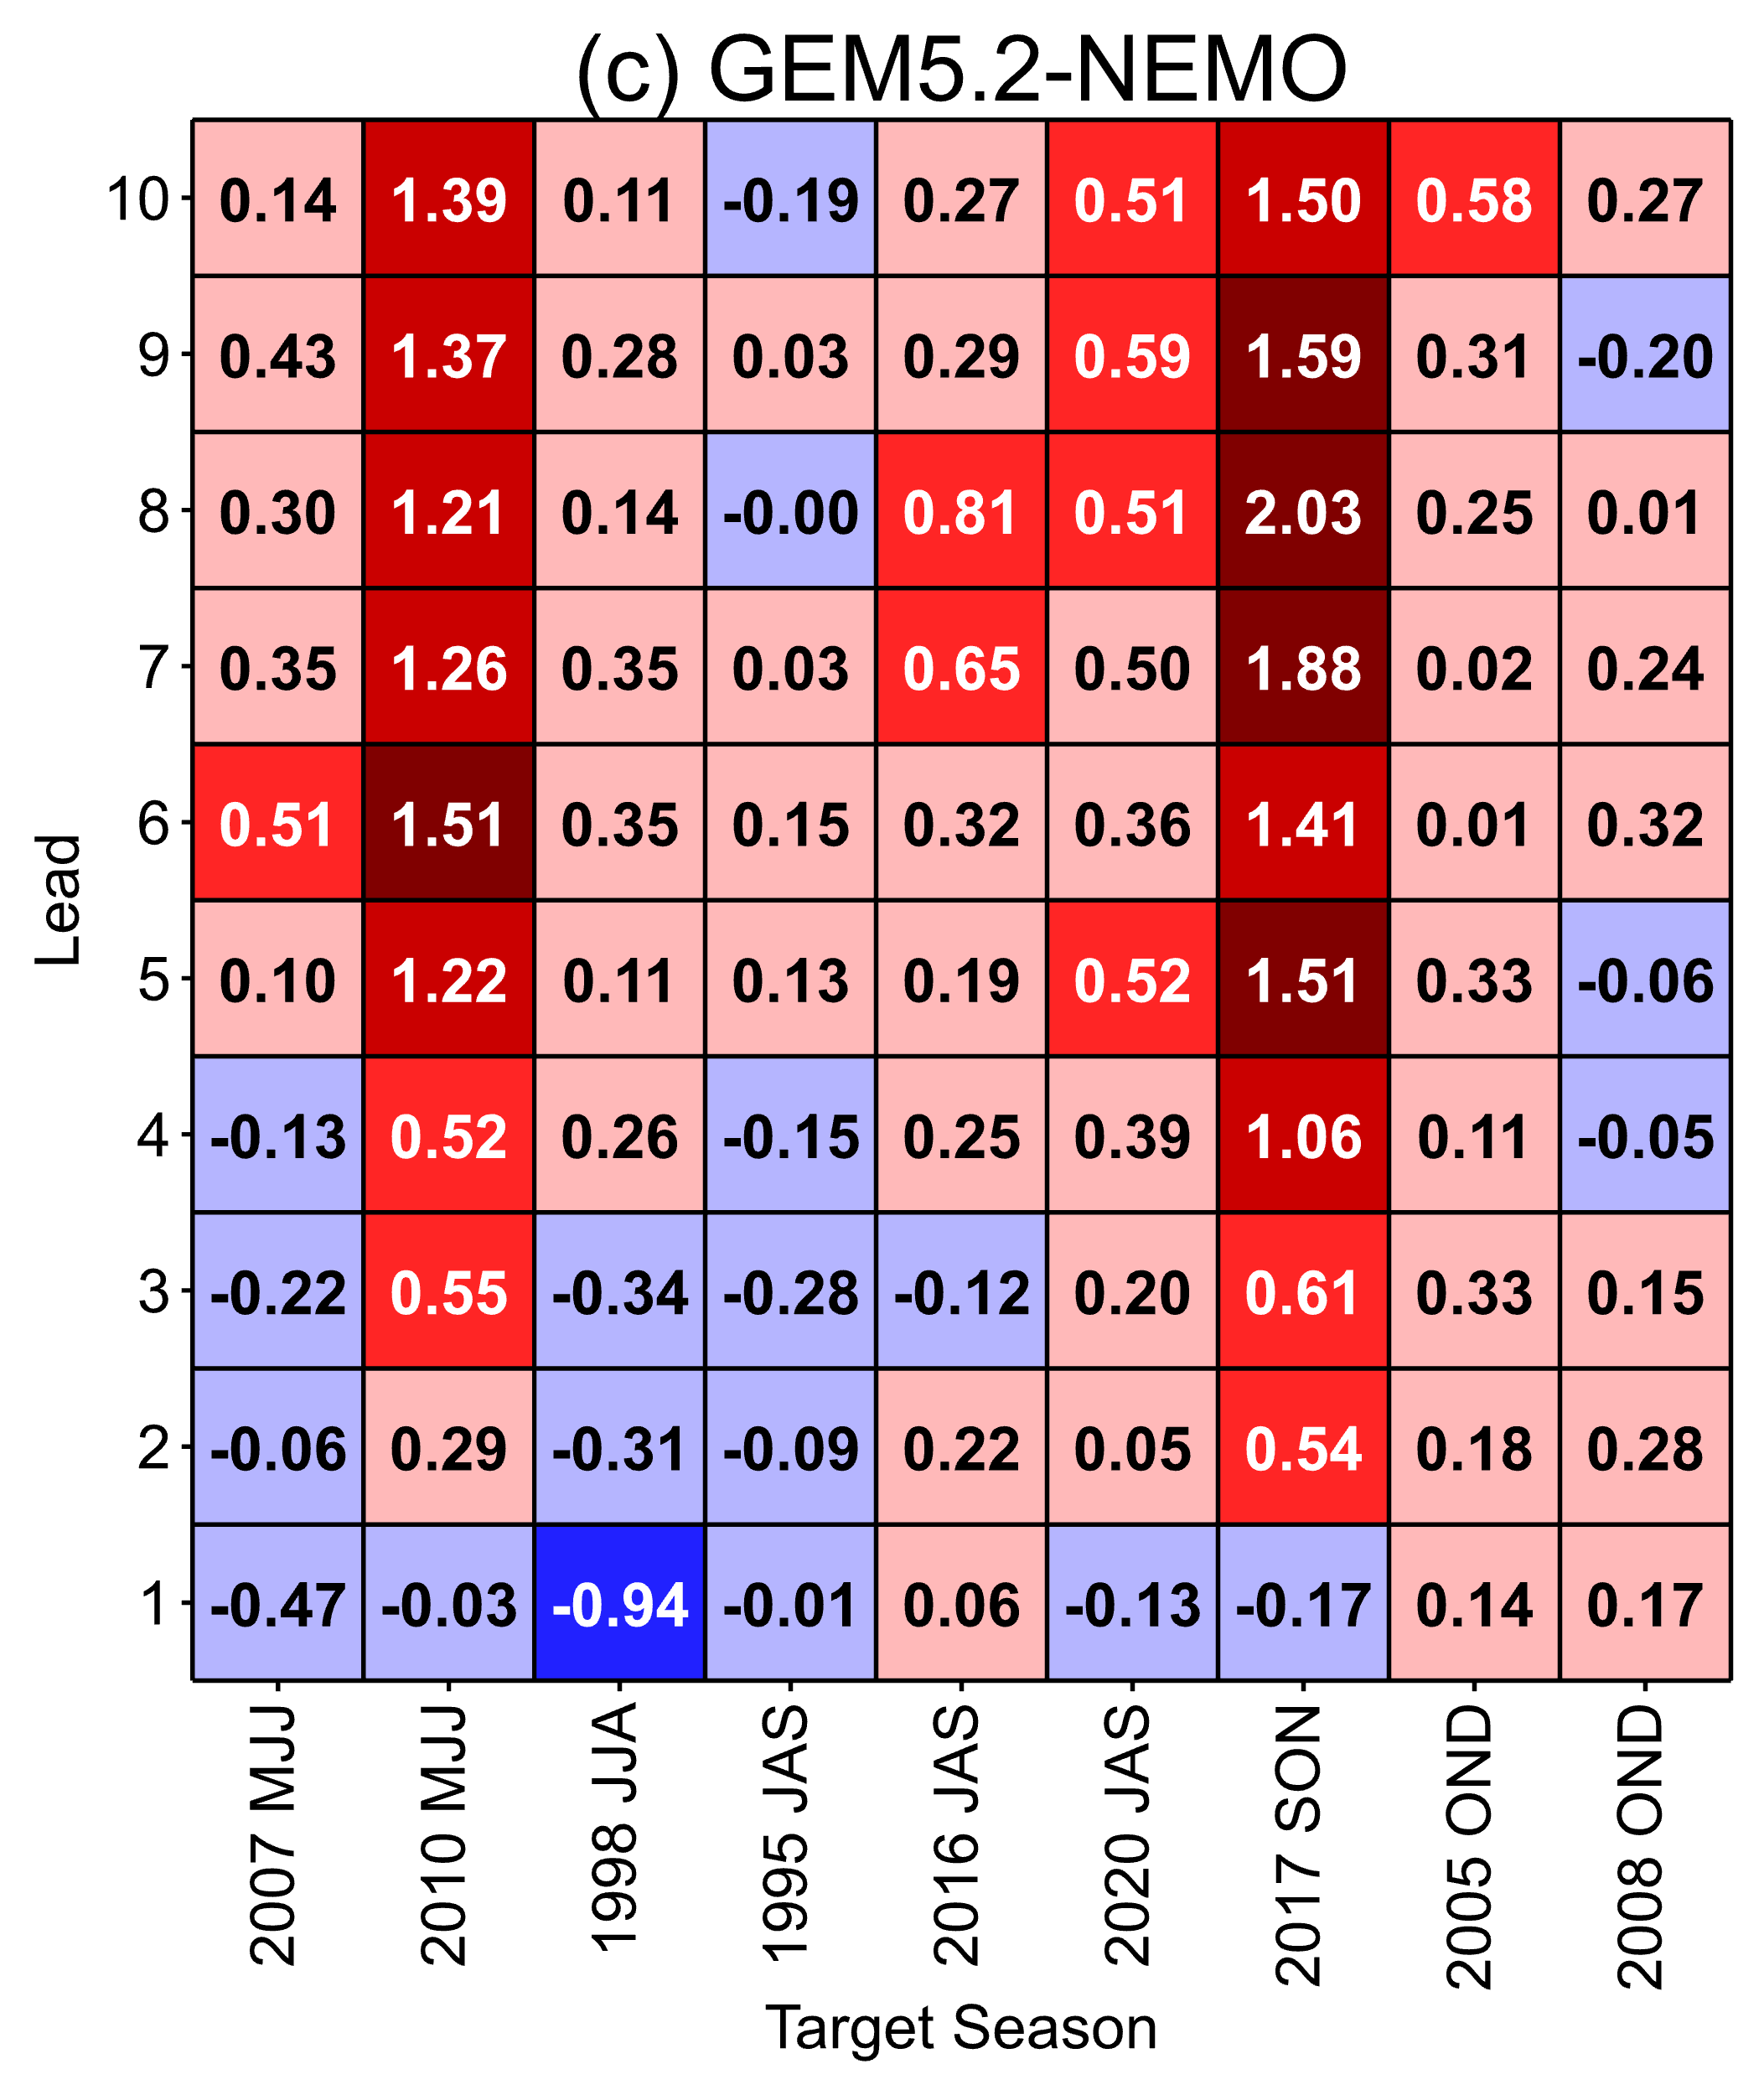 (c) GEM5.2-NEMO
10 0.14 1.39 0.11 -0.19 0.27 0.51 1.50 0.58 0.27
9 0.43 1.37 0.28 0.03 0.29 0.59 1.59 0.31 -0.20
8 0.30 1.21 0.14 -0.00 0.81 0.51 2.03 0.25 0.01
7 0.35 1.26 0.35 0.03 0.65 0.50 1.88 0.02 0.24
6 0.51 1.51 0.35 0.15 0.32 0.36 1.41 0.01 0.32
5 0.10 1.22 0.11 0.13 0.19 0.52 1.51 0.33 -0.06
4 -0.13 0.52 0.26 -0.15 0.25 0.39 1.06 0.11 -0.05
3 -0.22 0.55 -0.34 -0.28 -0.12 0.20 0.61 0.33 0.15
2 -0.06 0.29 -0.31 -0.09 0.22 0.05 0.54 0.18 0.28
1 -0.47 -0.03 -0.94 -0.01 0.06 -0.13 -0.17 0.14 0.17
Lead
2007 MJJ
2010 MJJ
1998 JJA
1995 JAS
2016 JAS
2020 JAS
2017 SON
2005 OND
2008 OND
Target Season